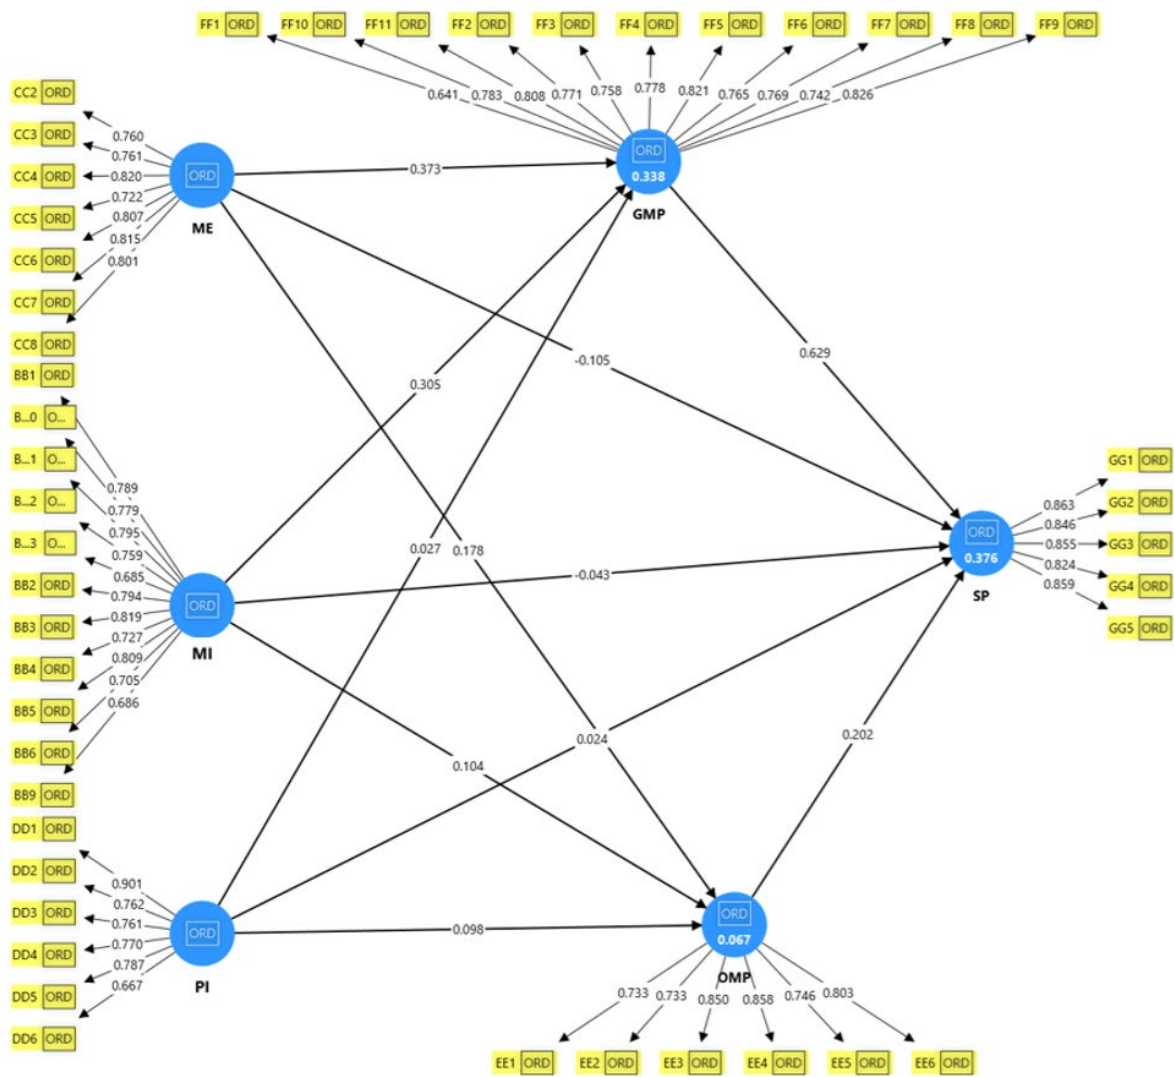 FF1 ORD FF10 ORD FF11 ORD FF2 ORD FF3 ORD FF4 ORD FF5 ORD FF6 ORD FF7 ORD FF8 ORD FF9 ORD
0.641 0.783 0.808 0.771 0.758 0.778 0.821 0.765 0.769 0.742 0.826
CC2 ORD
CC3 ORD
CC4 ORD
CC5 ORD
CC6 ORD
CC7 ORD
CC8 ORD
0.760
0.761
0.820
0.722
0.807
0.815
0.801
ORD
ME
0.373
ORD
0.338
GMP
-0.105
0.629
0.305
0.027
0.178
BB1 ORD
B...0 O...
B...1 O...
B...2 O...
B...3 O...
BB2 ORD
BB3 ORD
BB4 ORD
BB5 ORD
BB6 ORD
BB9 ORD
0.789
0.779
0.795
0.759
0.685
0.794
0.819
0.727
0.809
0.705
0.686
ORD
MI
-0.043
ORD
0.376
SP
0.863
0.846
0.855
0.824
0.859
GG1 ORD
GG2 ORD
GG3 ORD
GG4 ORD
GG5 ORD
0.024
0.104
0.202
DD1 ORD
DD2 ORD
DD3 ORD
DD4 ORD
DD5 ORD
DD6 ORD
0.901
0.762
0.761
0.770
0.787
0.667
ORD
PI
0.098
ORD
0.067
OMP
0.733 0.733 0.850 0.858 0.746 0.803
EE1 ORD EE2 ORD EE3 ORD EE4 ORD EE5 ORD EE6 ORD